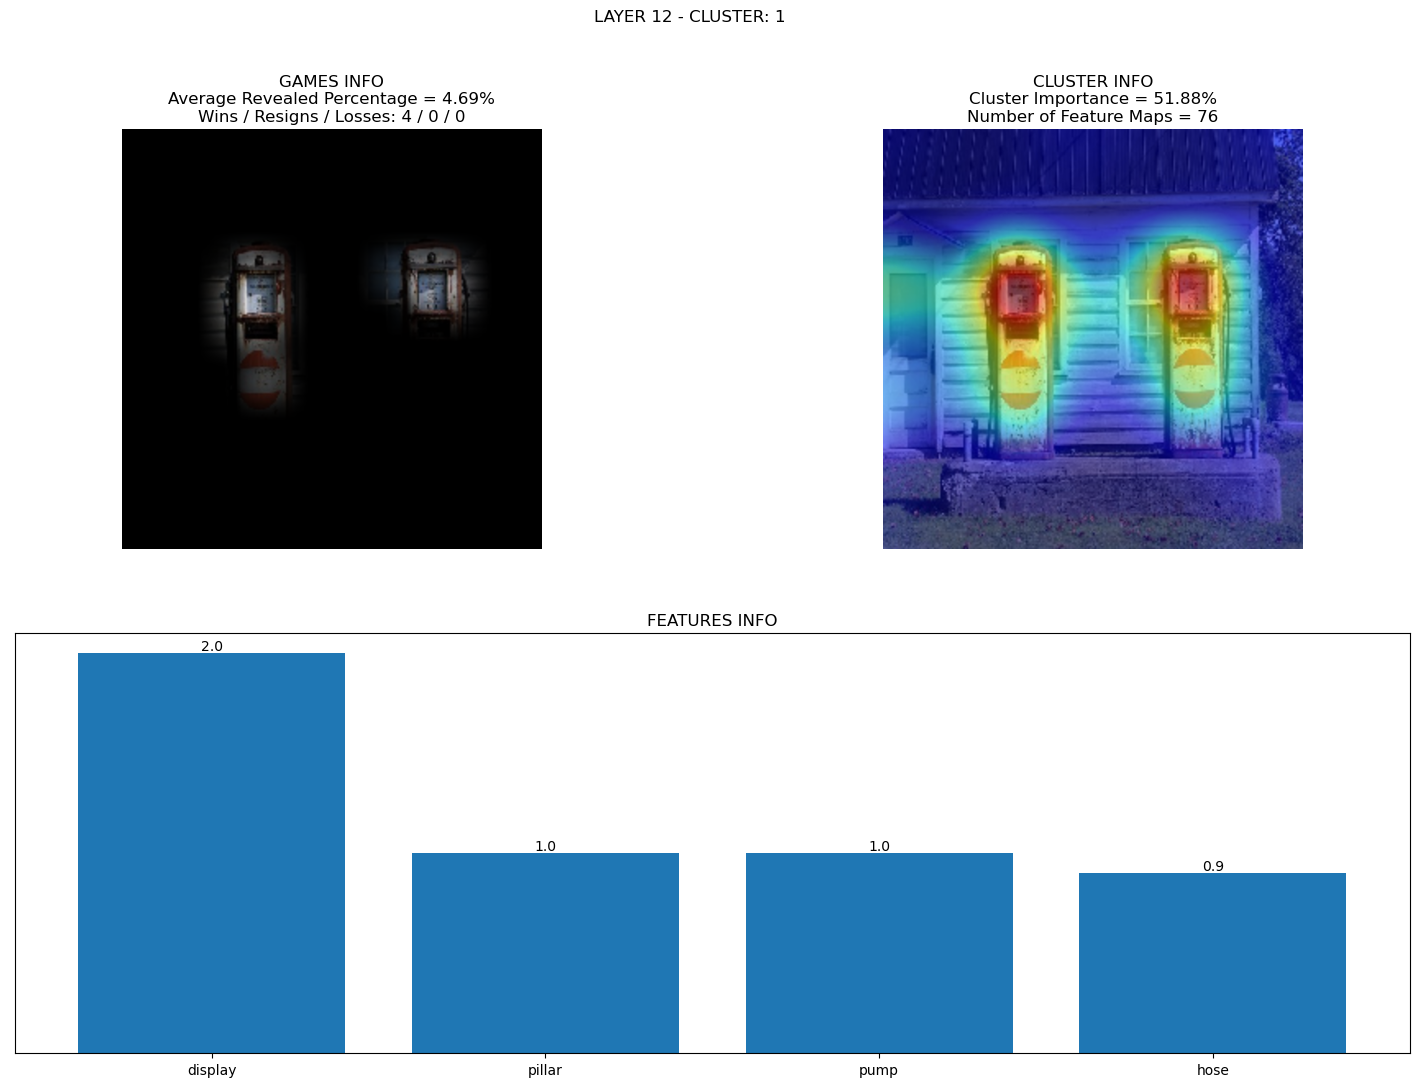 LAYER 12 - CLUSTER: 1
GAMES INFO
Average Revealed Percentage = 4.69%
Wins / Resigns / Losses: 4 / 0 / 0
CLUSTER INFO
Cluster Importance = 51.88%
Number of Feature Maps = 76
FEATURES INFO
2.0
1.0
1.0
0.9
display
pillar
pump
hose